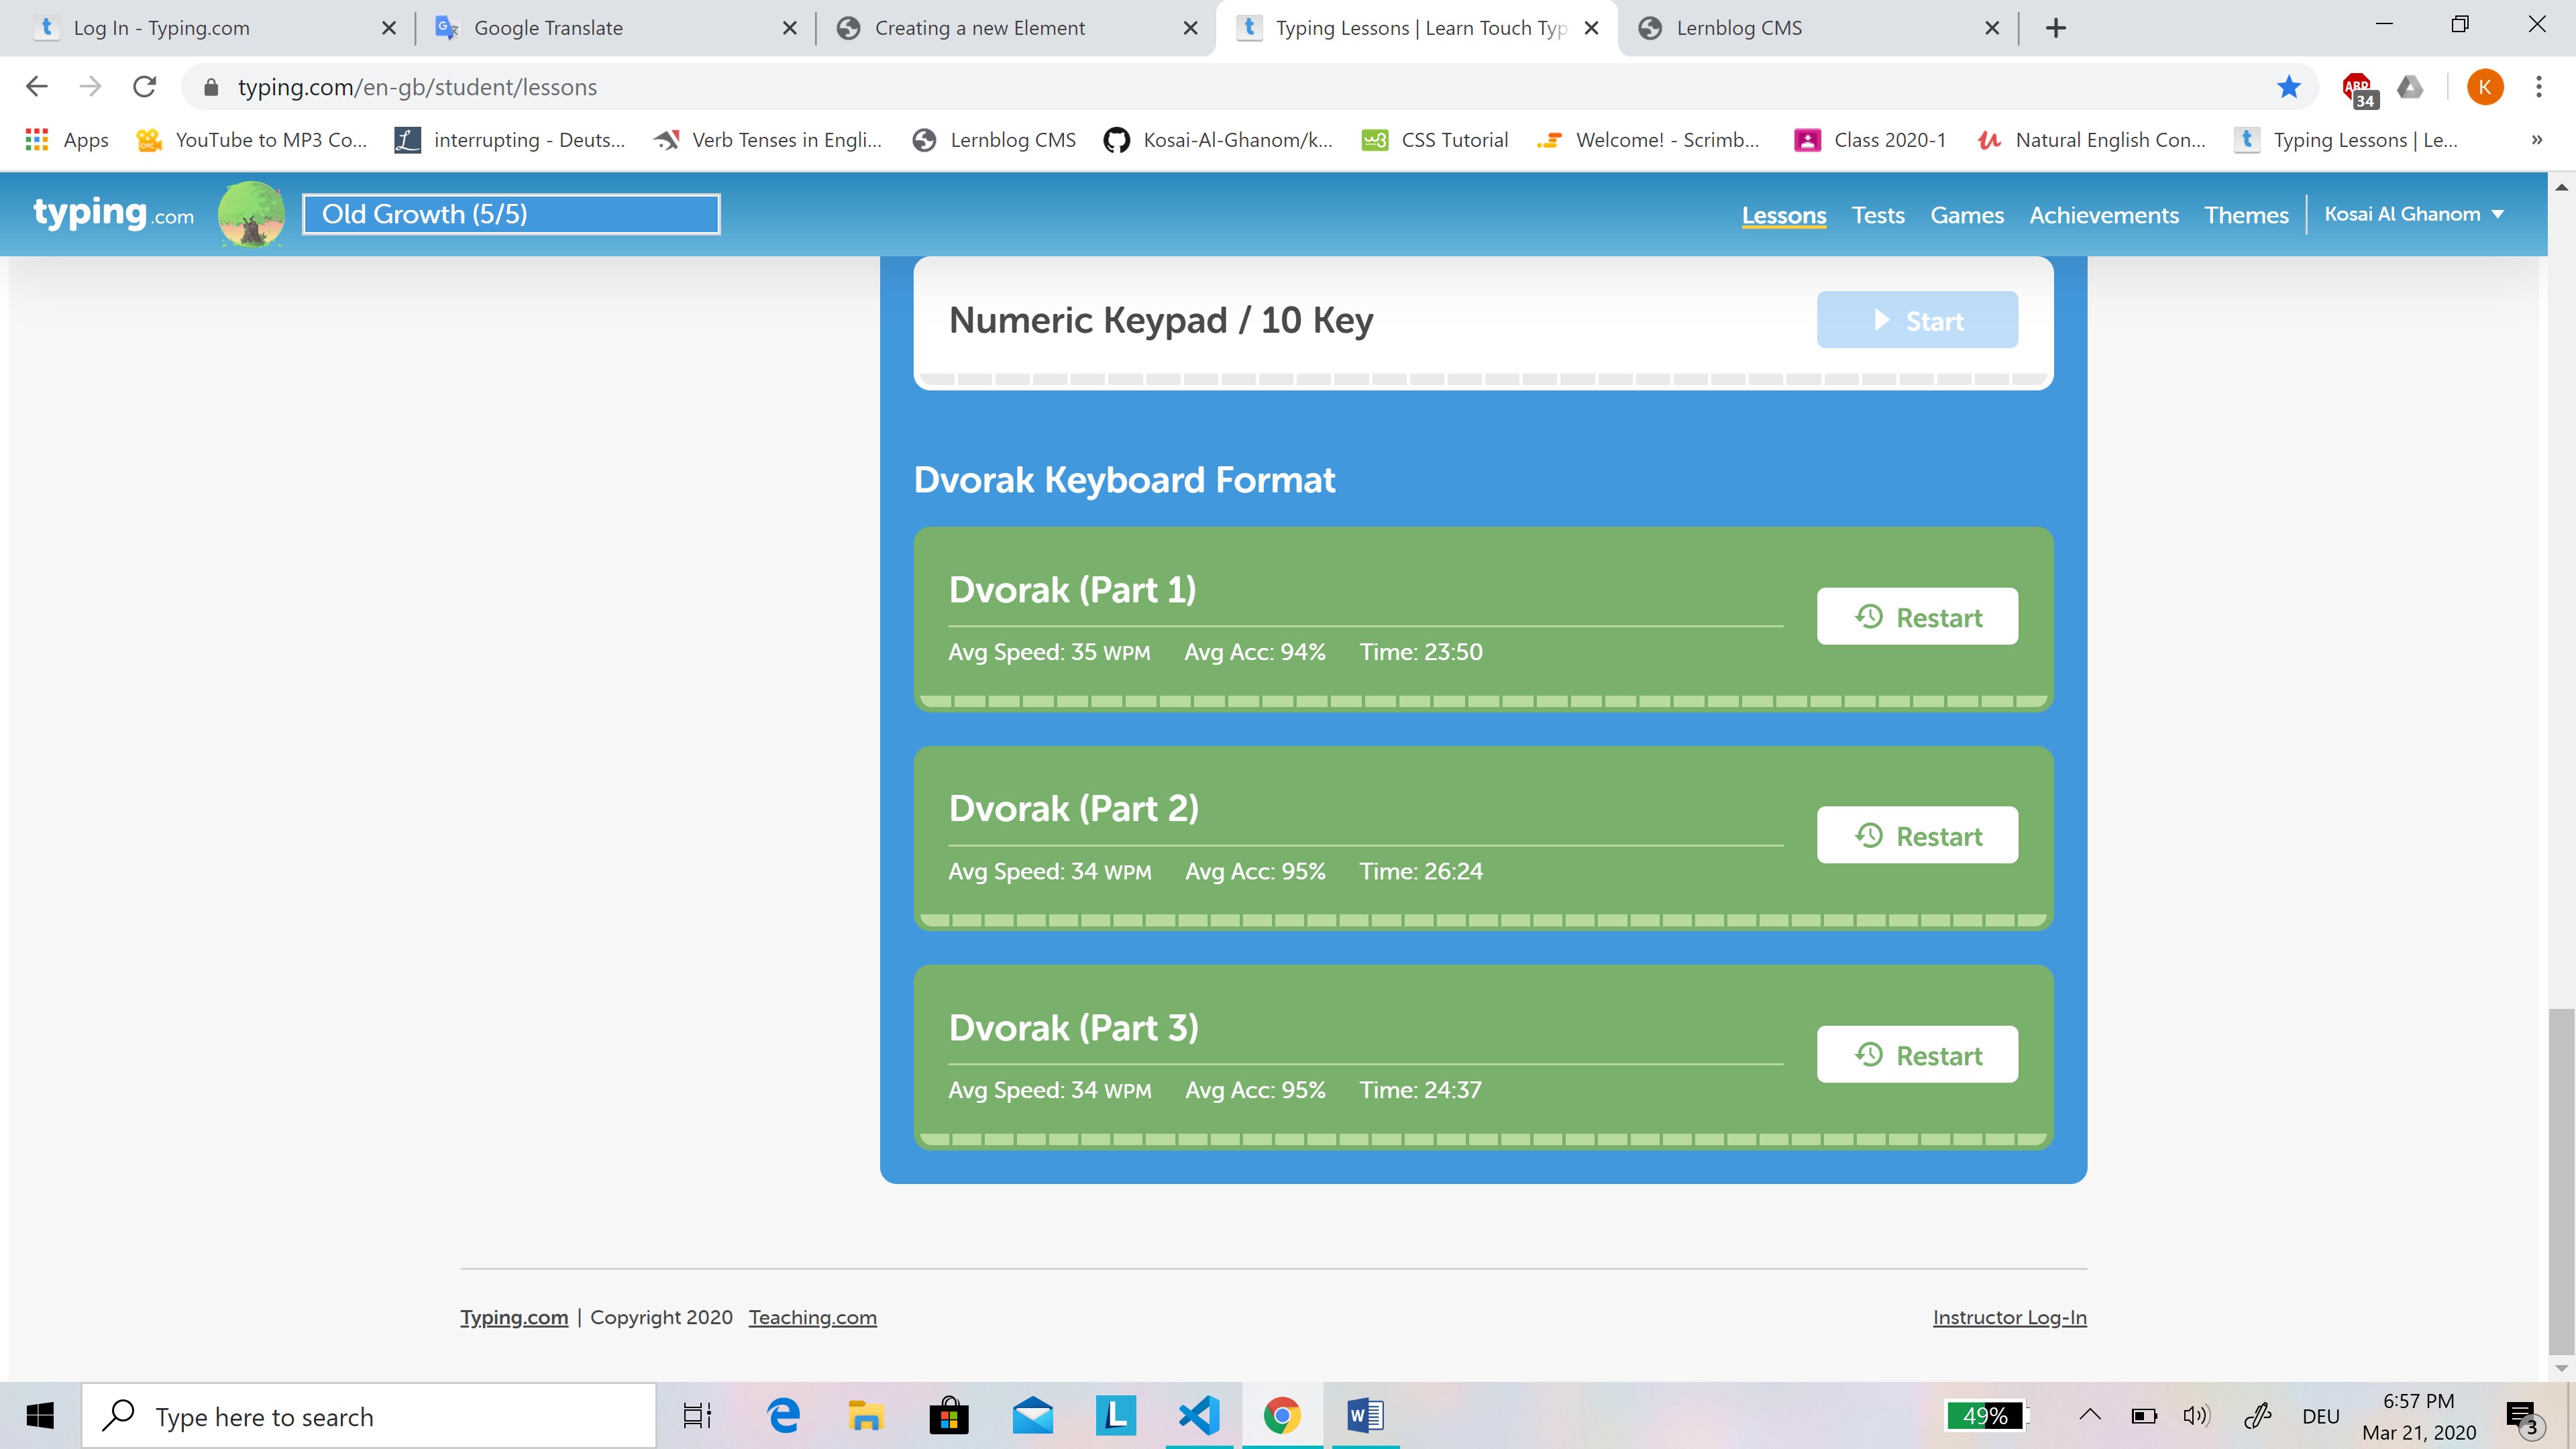 Log In - Typing.com
Google Translate
Creating a new Element
Typing Lessons | Learn Touch Typ
Lernblog CMS
typing.com/en-gb/student/lessons
ABP
34
K
Apps
YouTube to MP3 Co...
interrupting - Deuts...
Verb Tenses in Engli...
Lernblog CMS
Kosai-Al-Ghanom/k...
CSS Tutorial
Welcome! - Scrimb...
Class 2020-1
Natural English Con...
Typing Lessons | Le...
typing.com
Old Growth (5/5)
Lessons
Tests
Games
Achievements
Themes
Kosai Al Ghanom
Numeric Keypad / 10 Key
Start
Dvorak Keyboard Format
Dvorak (Part 1)
Restart
Avg Speed: 35 WPM Avg Acc: 94% Time: 23:50
Dvorak (Part 2)
Restart
Avg Speed: 34 WPM Avg Acc: 95% Time: 26:24
Dvorak (Part 3)
Restart
Avg Speed: 34 WPM Avg Acc: 95% Time: 24:37
Typing.com | Copyright 2020 Teaching.com
Instructor Log-In
Type here to search
49%
DEU
6:57 PM
Mar 21, 2020
3